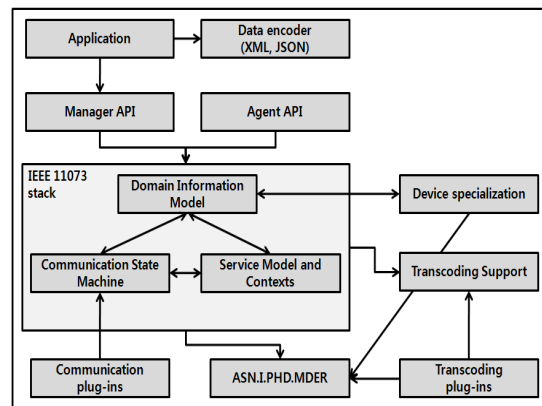 Application
Data encoder
(XML, JSON)
Manager API
Agent API
IEEE 11073
stack
Domain Information
Model
Device specialization
Communication State
Machine
Service Model and
Contexts
Transcoding Support
Communication
plug-ins
ASN.I.PHD.MDER
Transcoding
plug-ins